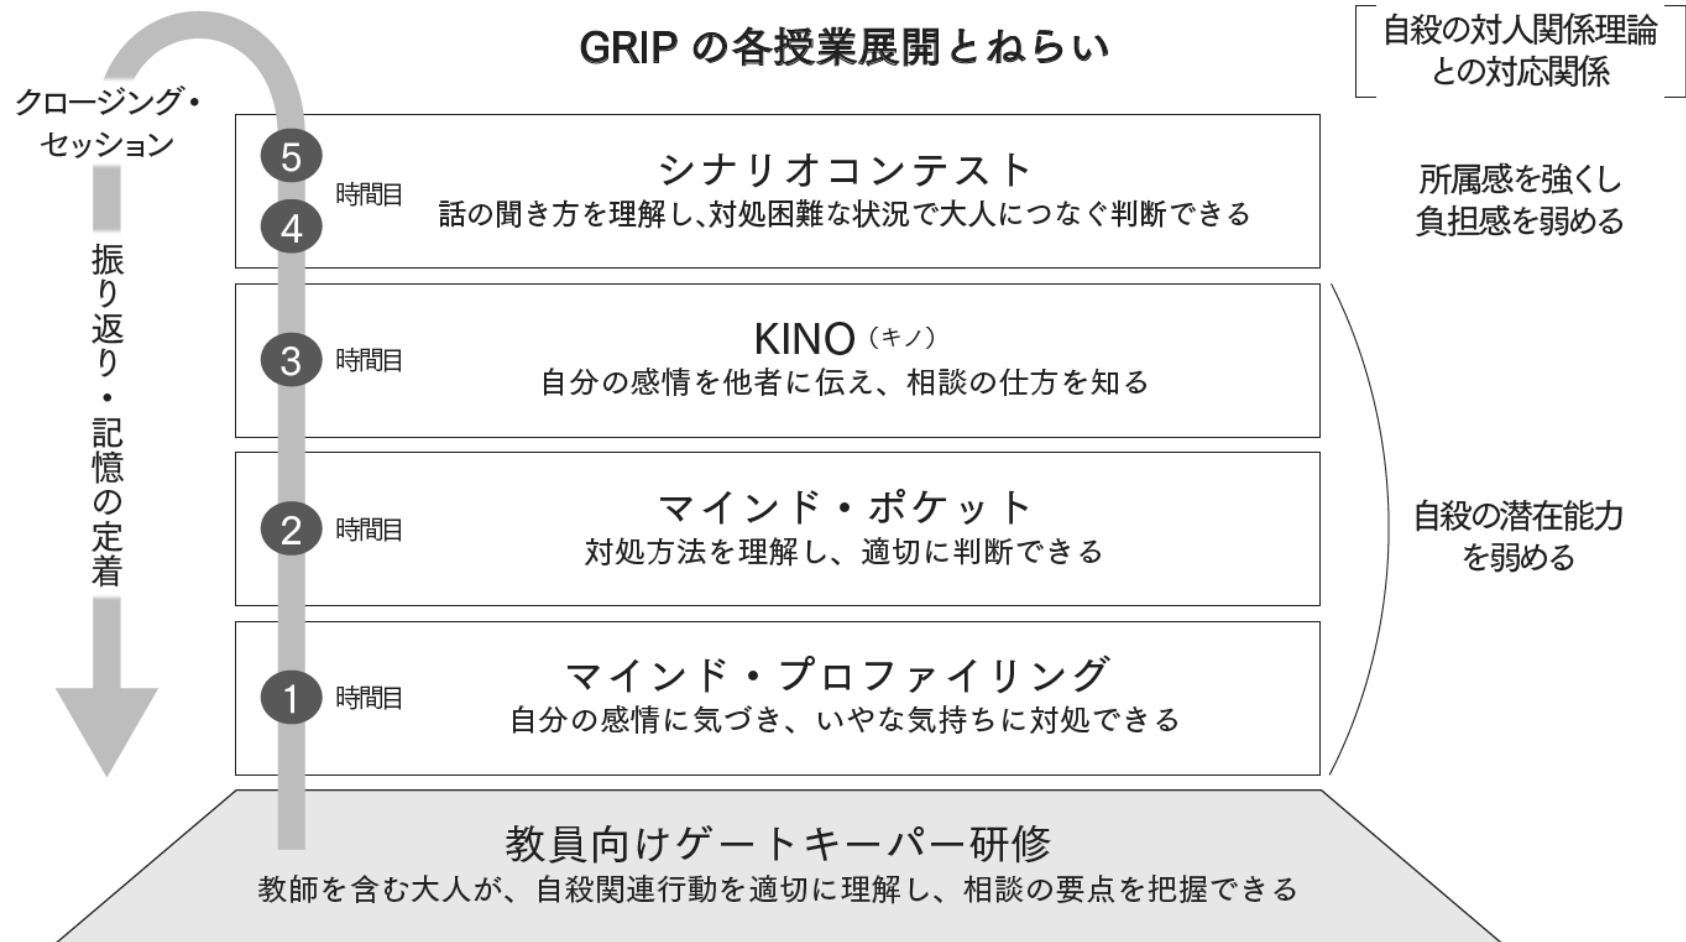 GRIP の各授業展開とねらい
自殺の対人関係理論
との対応関係
クロージング・
セッション
振り返り・記憶の定着
5
4
時間目
シナリオコンテスト
話の聞き方を理解し、対処困難な状況で大人につなぐ判断できる
所属感を強くし
負担感を弱める
3
時間目
KINO（キノ）
自分の感情を他者に伝え、相談の仕方を知る
2
時間目
マインド・ポケット
対処方法を理解し、適切に判断できる
自殺の潜在能力
を弱める
1
時間目
マインド・プロファイリング
自分の感情に気づき、いやな気持ちに対処できる
教員向けゲートキーパー研修
教師を含む大人が、自殺関連行動を適切に理解し、相談の要点を把握できる